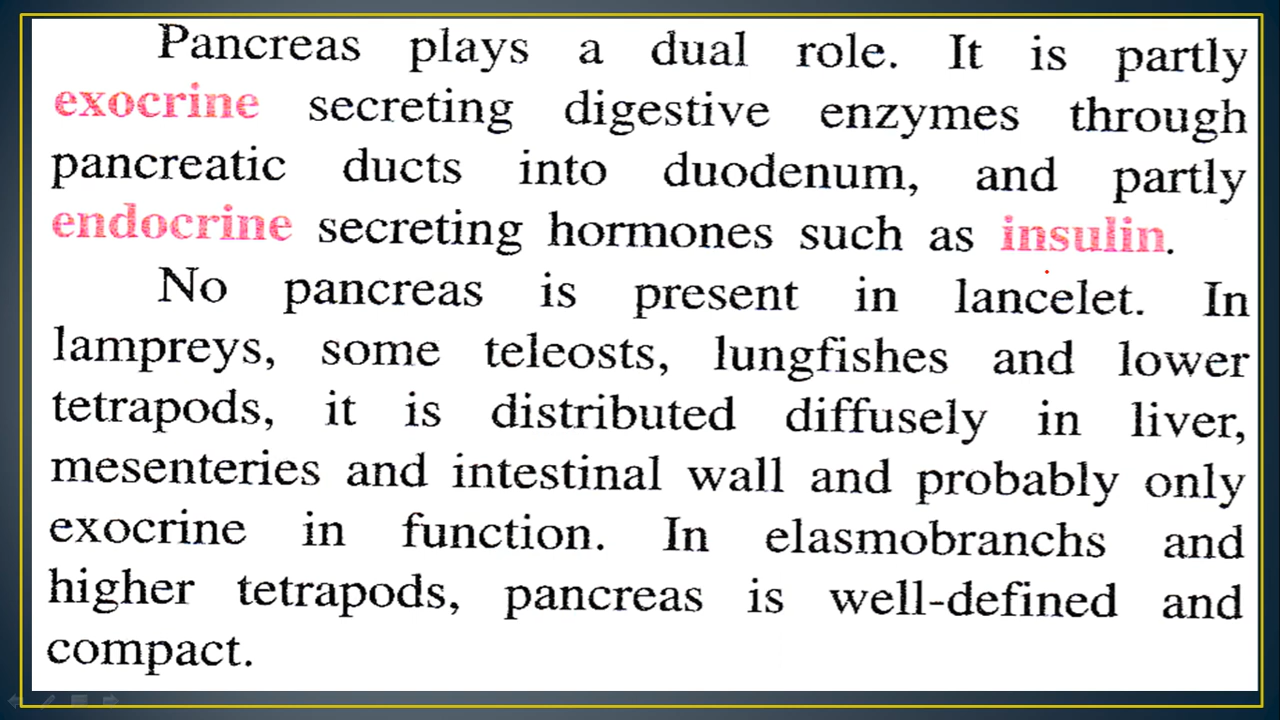 Pancreas plays a dual role. It is partly
exocrine secreting digestive enzymes through
pancreatic ducts into duodenum, and partly
endocrine secreting hormones such as insulin.
No pancreas is present in lancelet. In
lampreys, some teleosts, lungfishes and lower
tetrapods, it is distributed diffusely in liver,
mesenteries and intestinal wall and probably only
exocrine in function. In elasmobranchs and
higher tetrapods, pancreas is well-defined and
compact.